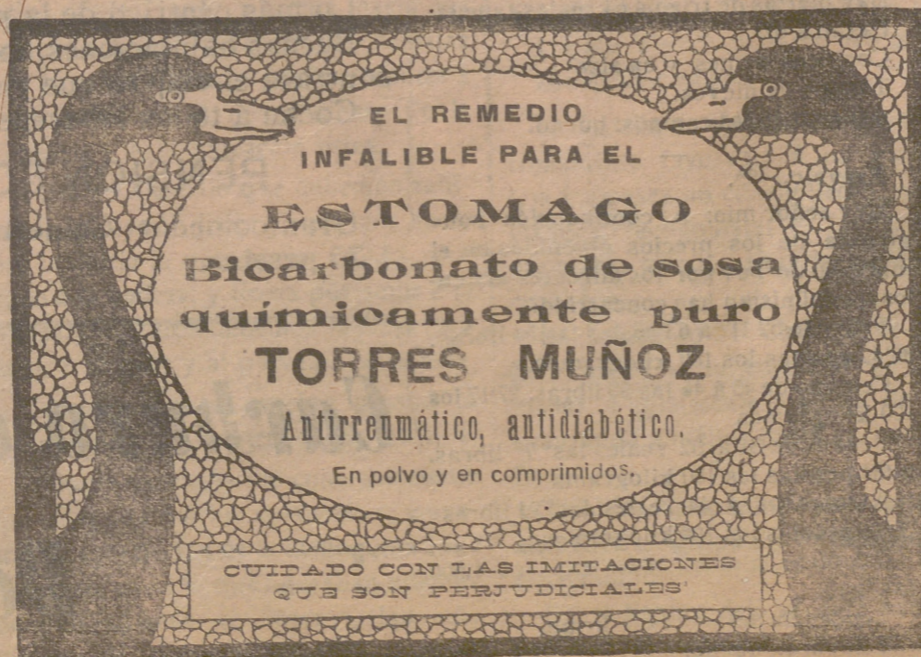 EL REMEDIO
INFALIBLE PARA EL
ESTOMAGO
Bicarbonato de sosa
químicamente puro
TORRES MUÑOZ
Antirreumático, antidiabético.
En polvo y en comprimidos.
CUIDADO CON LAS IMITACIONES
QUE SON PERJUDICIALES